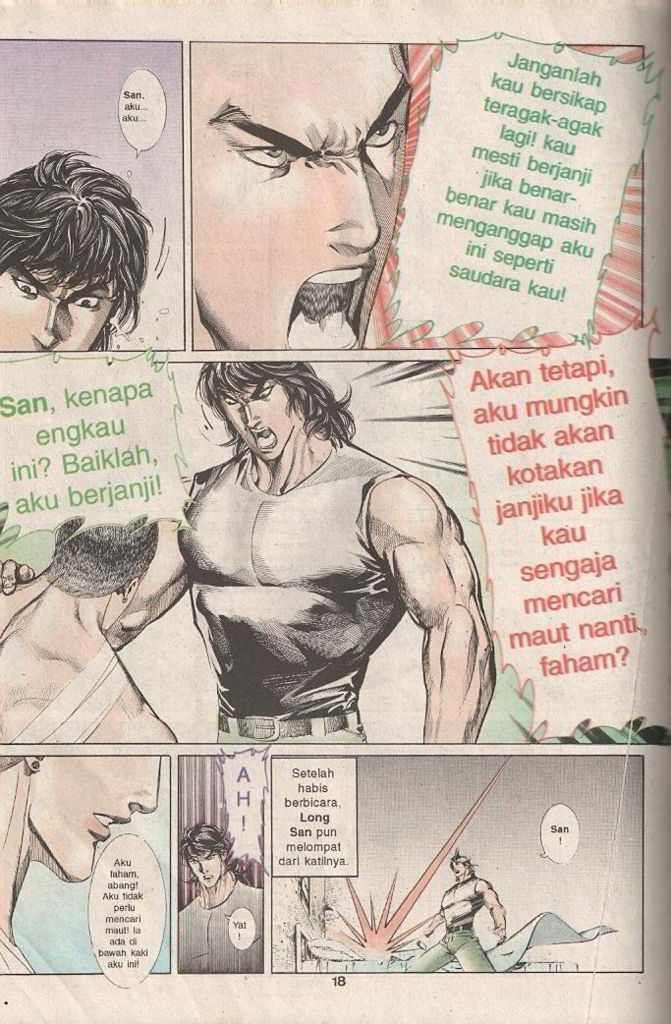 San,
aku...
aku...
Janganlah
kau bersikap
teragak-agak
lagi! kau
mesti berjanji
jika benar-
benar kau masih
menganggap aku
ini seperti
saudara kau!
San, kenapa
engkau
ini? Baiklah,
aku berjanji!
Akan tetapi,
aku mungkin
tidak akan
kotakan
janjiku jika
kau
sengaja
mencari
maut nanti,
faham?
Aku
faham,
abang!
Aku tidak
perlu
mencari
maut! Ia
ada di
bawah kaki
aku ini!
A
H
!
Yat
!
Setelah
habis
berbicara,
Long
San pun
melompat
dari katilnya.
San
!
18